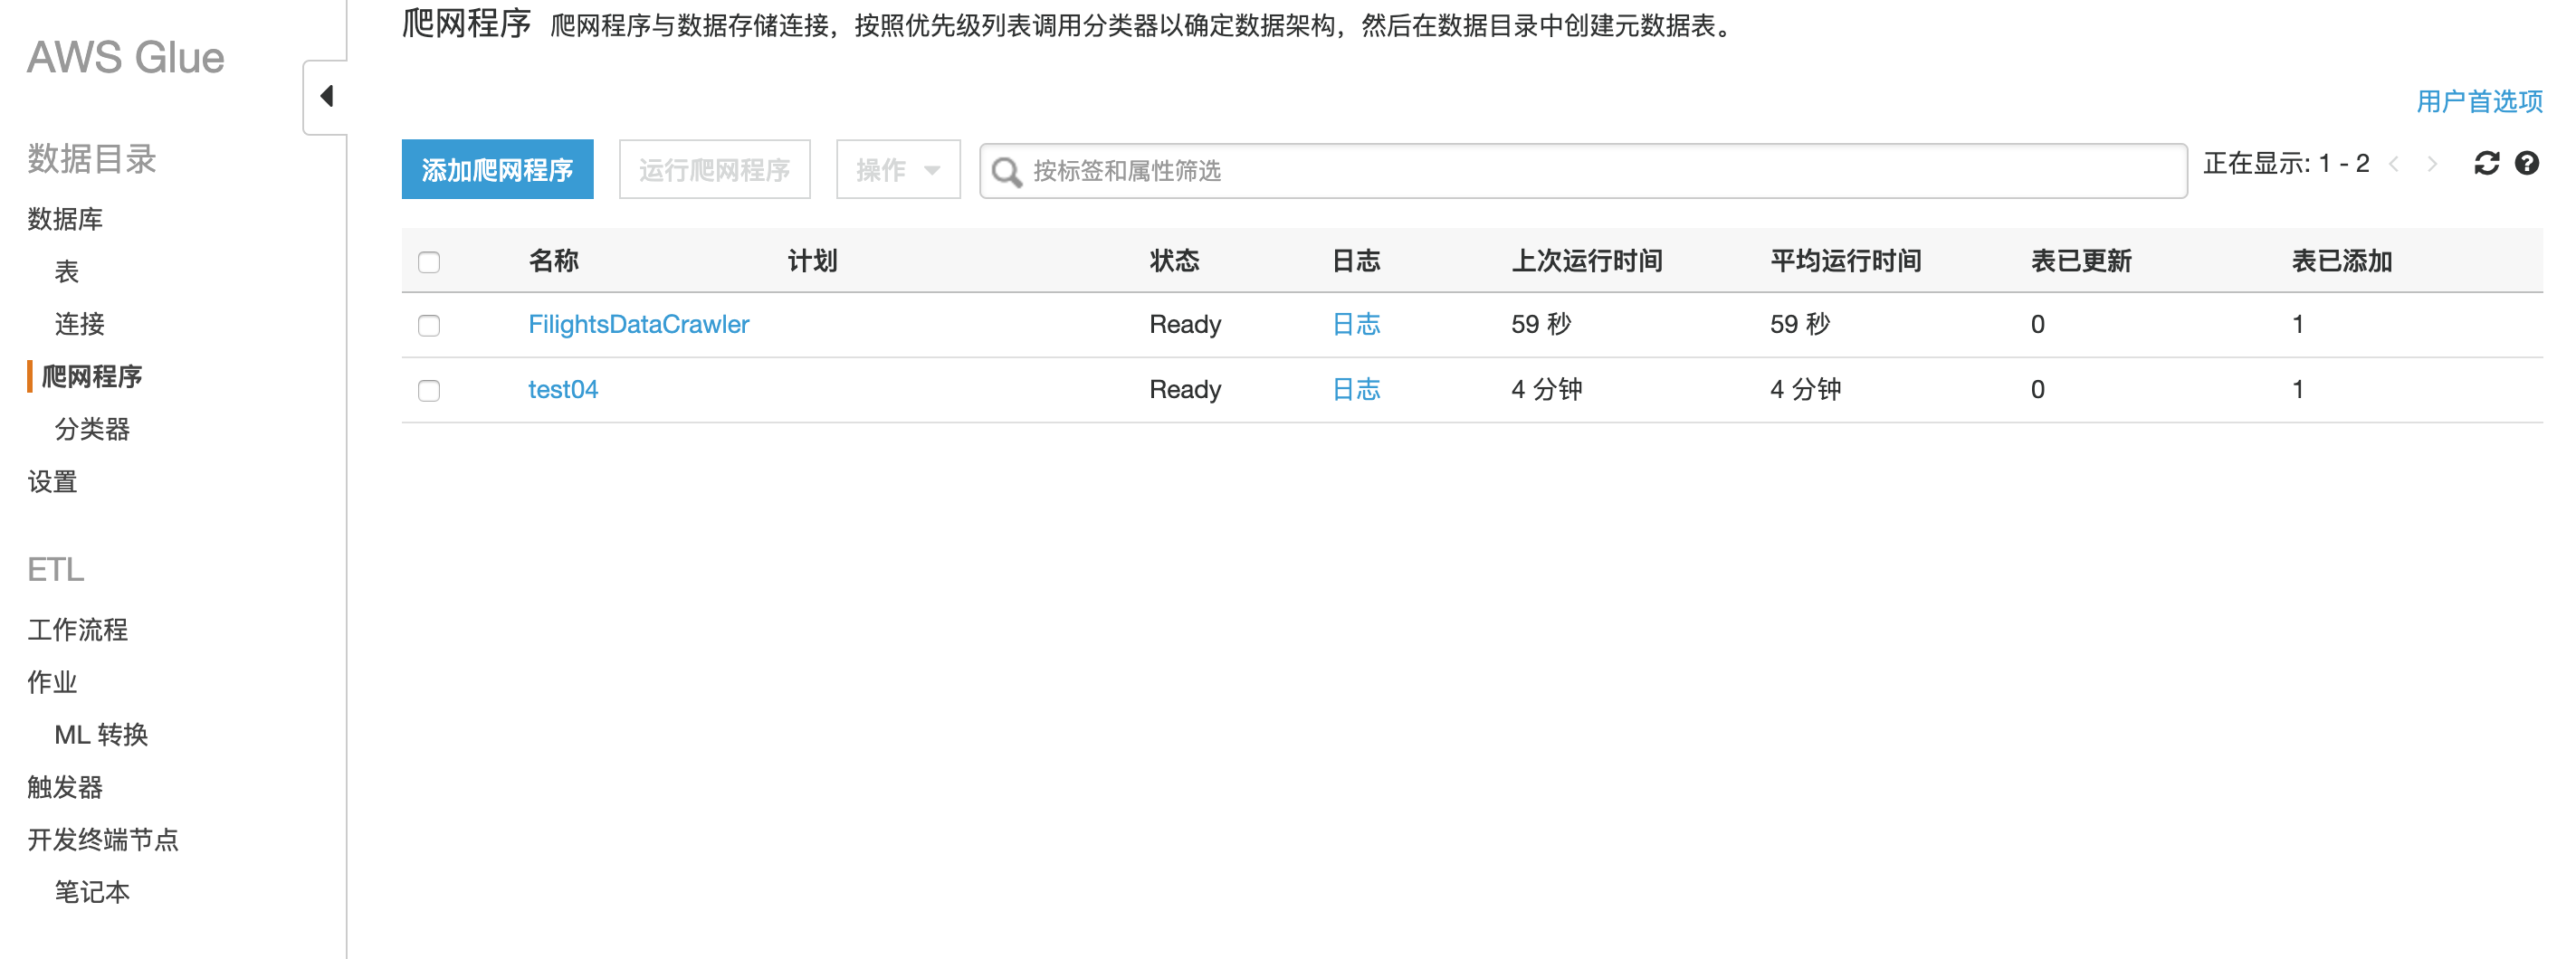 AWS Glue
数据目录
数据库
表
连接
爬网程序
分类器
设置
ETL
工作流程
作业
ML 转换
触发器
开发终端节点
笔记本
爬网程序 爬网程序与数据存储连接，按照优先级列表调用分类器以确定数据架构，然后在数据目录中创建元数据表。
用户首选项
添加爬网程序 运行爬网程序 操作 按标签和属性筛选 正在显示: 1 - 2
名称 计划 状态 日志 上次运行时间 平均运行时间 表已更新 表已添加
FilightsDataCrawler Ready 日志 59 秒 59 秒 0 1
test04 Ready 日志 4 分钟 4 分钟 0 1